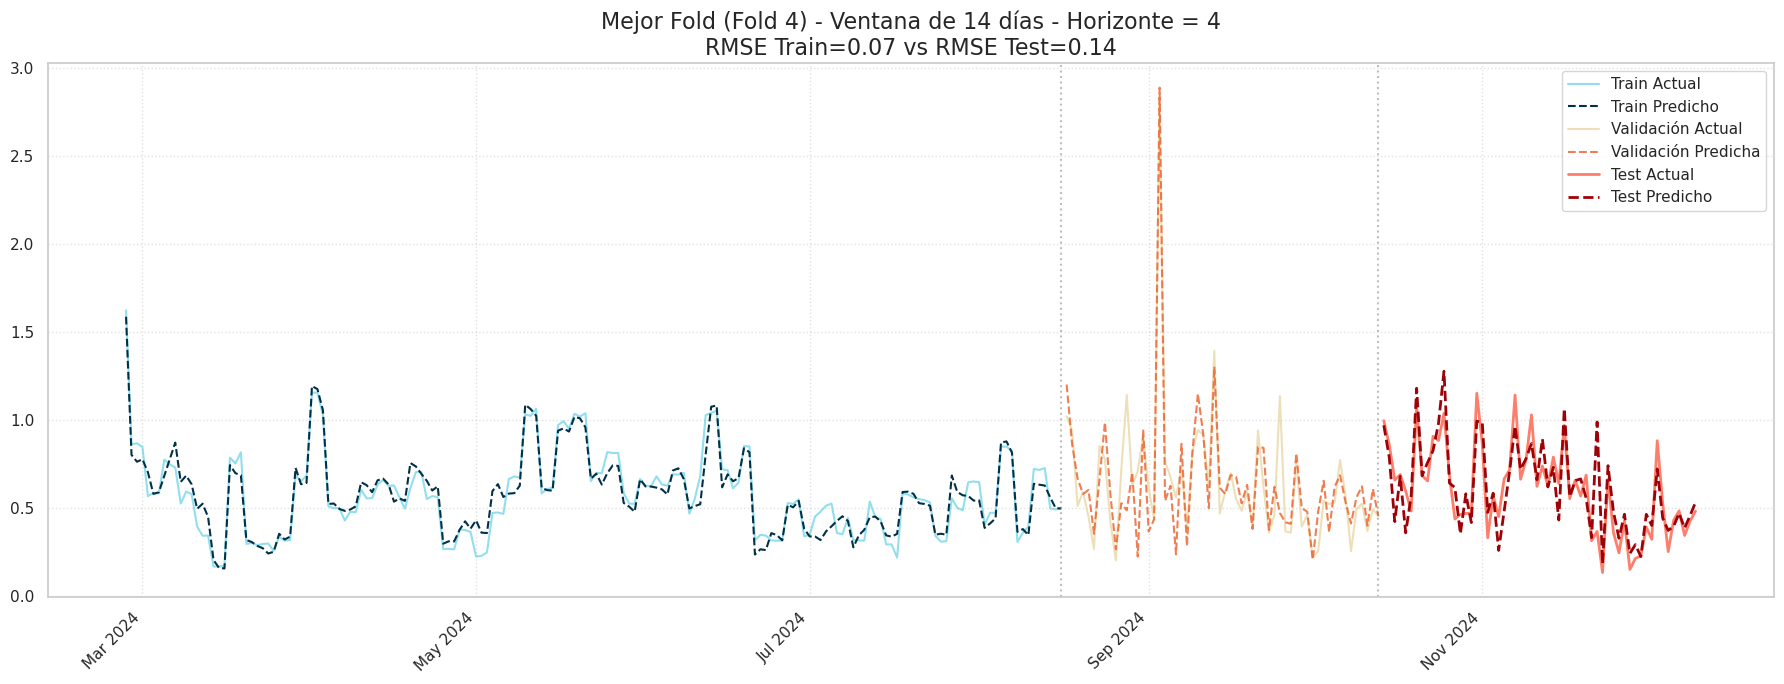 Mejor Fold (Fold 4) - Ventana de 14 días - Horizonte = 4
RMSE Train=0.07 vs RMSE Test=0.14
3.0
2.5
2.0
1.5
1.0
0.5
0.0
Train Actual
Train Predicho
Validación Actual
Validación Predicha
Test Actual
Test Predicho
Mar 2024
May 2024
Jul 2024
Sep 2024
Nov 2024